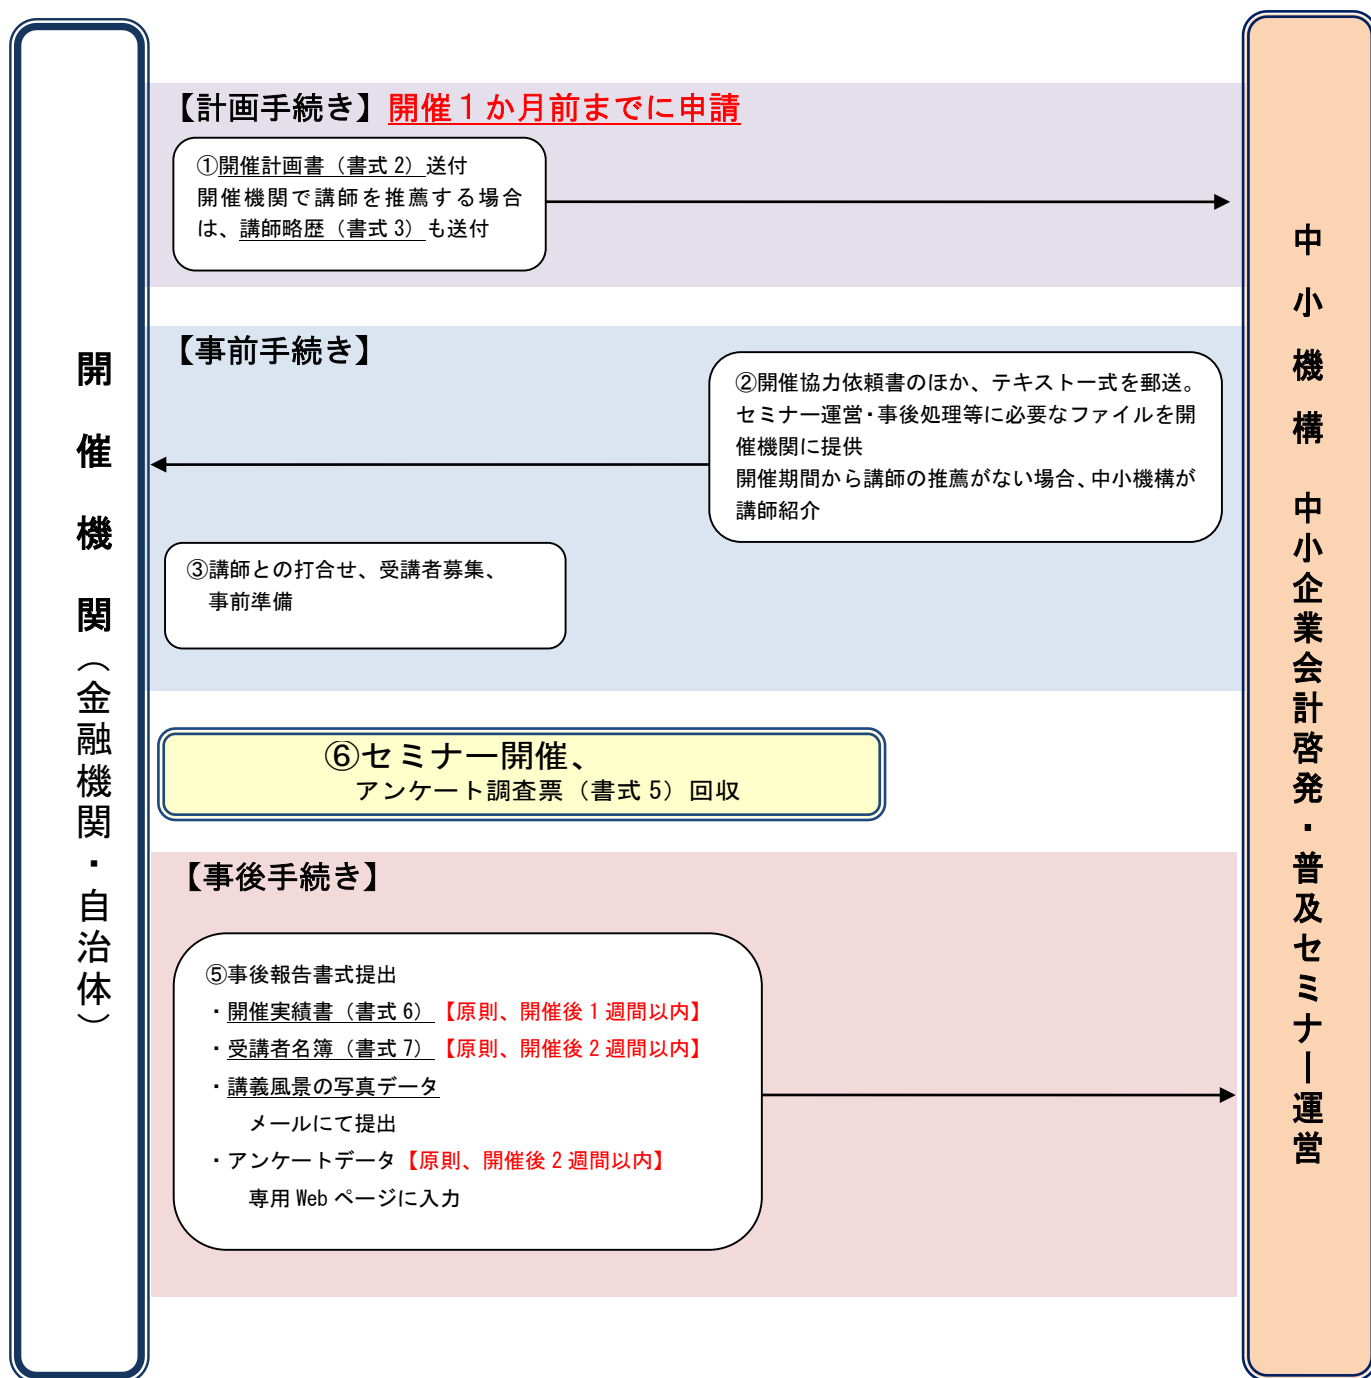 開催機関（金融機関・自治体）
【計画手続き】開催1か月前までに申請
①開催計画書（書式2）送付
開催機関で講師を推薦する場合
は、講師略歴（書式3）も送付
【事前手続き】
②開催協力依頼書のほか、テキスト一式を郵送。
セミナー運営・事後処理等に必要なファイルを開
催機関に提供
開催期間から講師の推薦がない場合、中小機構が
講師紹介
③講師との打合せ、受講者募集、
事前準備
⑥セミナー開催、
アンケート調査票（書式5）回収
【事後手続き】
⑤事後報告書式提出
・開催実績書（書式6）【原則、開催後1週間以内】
・受講者名簿（書式7）【原則、開催後2週間以内】
・講義風景の写真データ
メールにて提出
・アンケートデータ【原則、開催後2週間以内】
専用Webページに入力
中小機構 中小企業会計啓発・普及セミナー運営